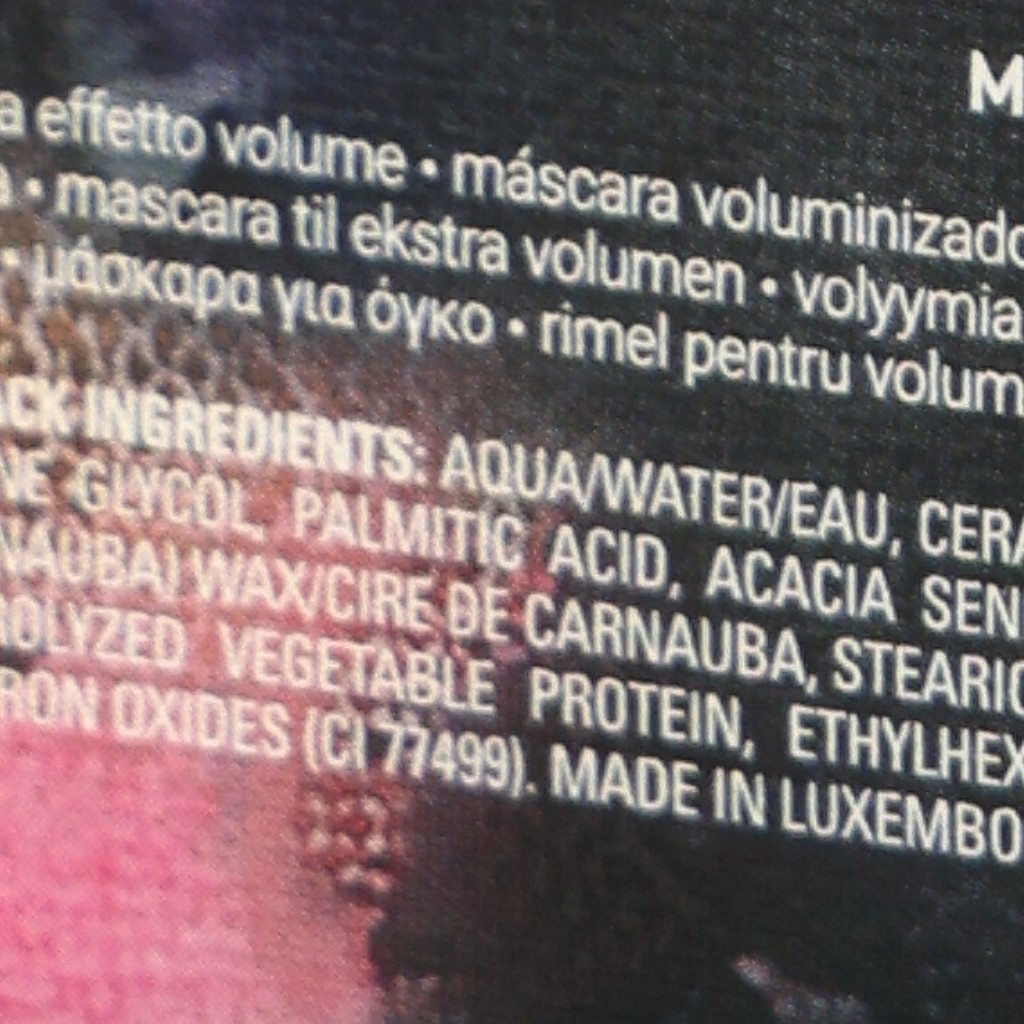 M
a effetto volume • máscara voluminizado
a • mascara til ekstra volumen • volyymia
• μάσκαρα για όγκο • rimel pentru volum
ACK INGREDIENTS: AQUA/WATER/EAU, CERA
NE GLYCOL, PALMITIC ACID, ACACIA SEN
NAUBA) WAX/CIRE DE CARNAUBA, STEARIC
ROLYZED VEGETABLE PROTEIN, ETHYLHEX
RON OXIDES (CI 77499). MADE IN LUXEMBO